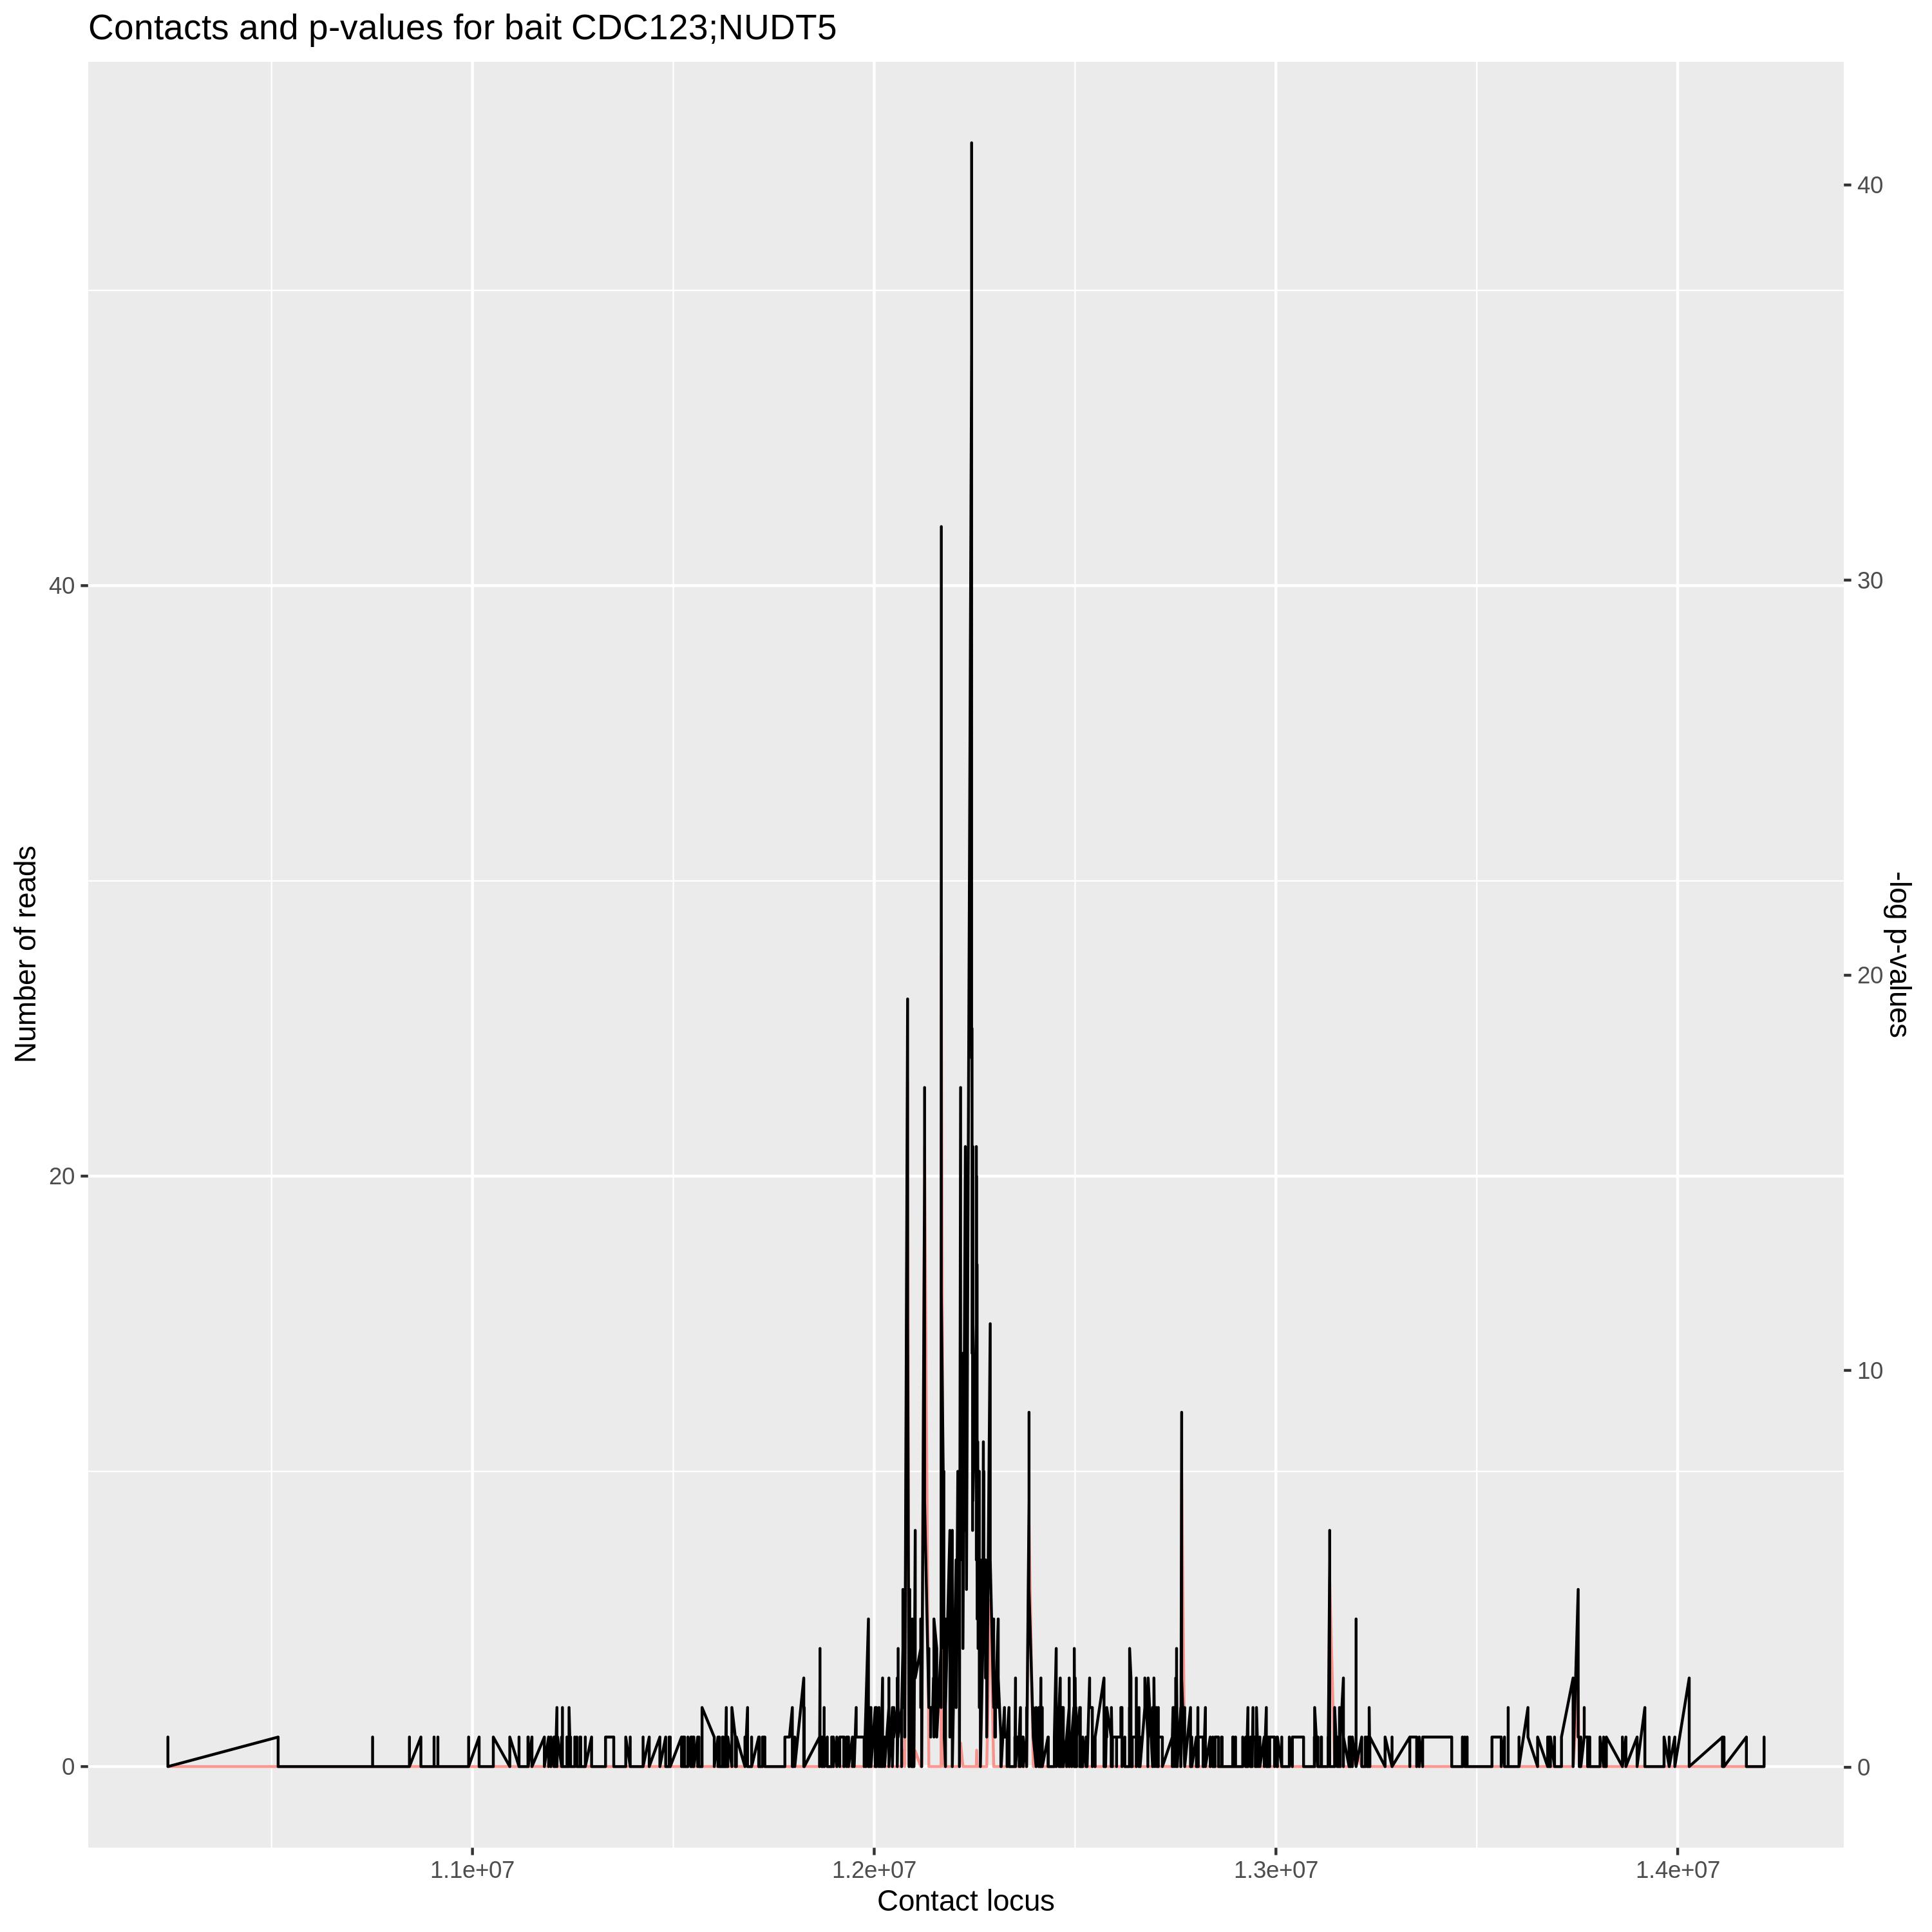 Contacts and p-values for bait CDC123;NUDT5
Number of reads
40
20
0
40
30
20
10
0
-log p-values
1.1e+07 1.2e+07 1.3e+07 1.4e+07
Contact locus